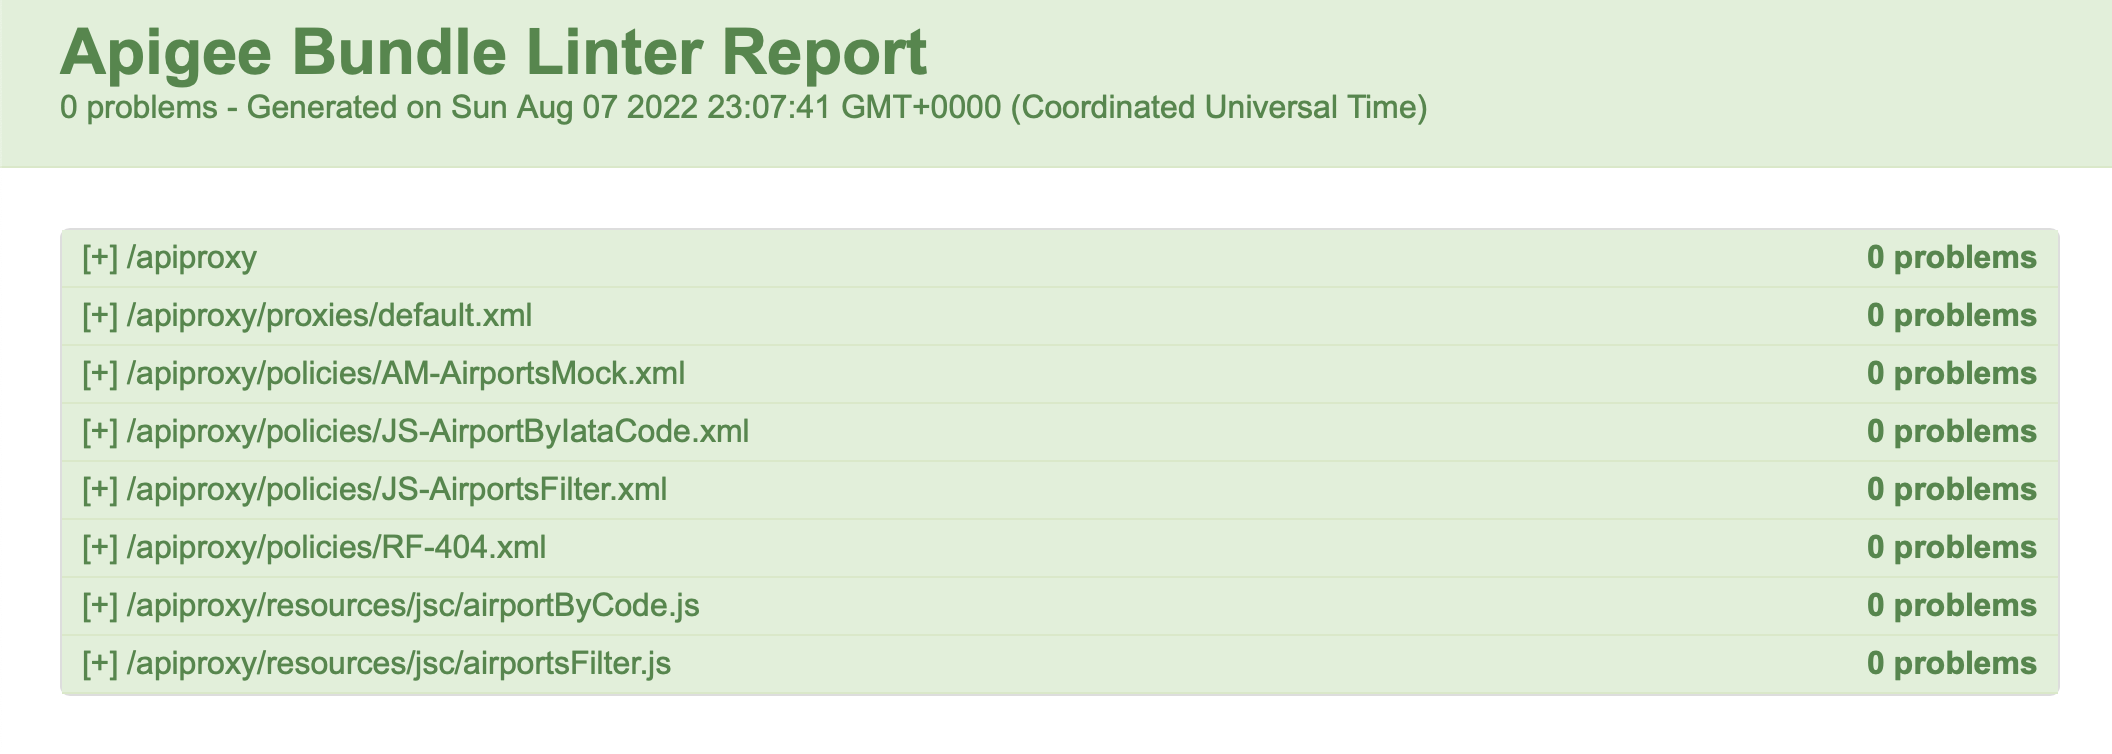 Apigee Bundle Linter Report
0 problems - Generated on Sun Aug 07 2022 23:07:41 GMT+0000 (Coordinated Universal Time)
[+] /apiproxy 0 problems
[+] /apiproxy/proxies/default.xml 0 problems
[+] /apiproxy/policies/AM-AirportsMock.xml 0 problems
[+] /apiproxy/policies/JS-AirportByIataCode.xml 0 problems
[+] /apiproxy/policies/JS-AirportsFilter.xml 0 problems
[+] /apiproxy/policies/RF-404.xml 0 problems
[+] /apiproxy/resources/jsc/airportByCode.js 0 problems
[+] /apiproxy/resources/jsc/airportsFilter.js 0 problems